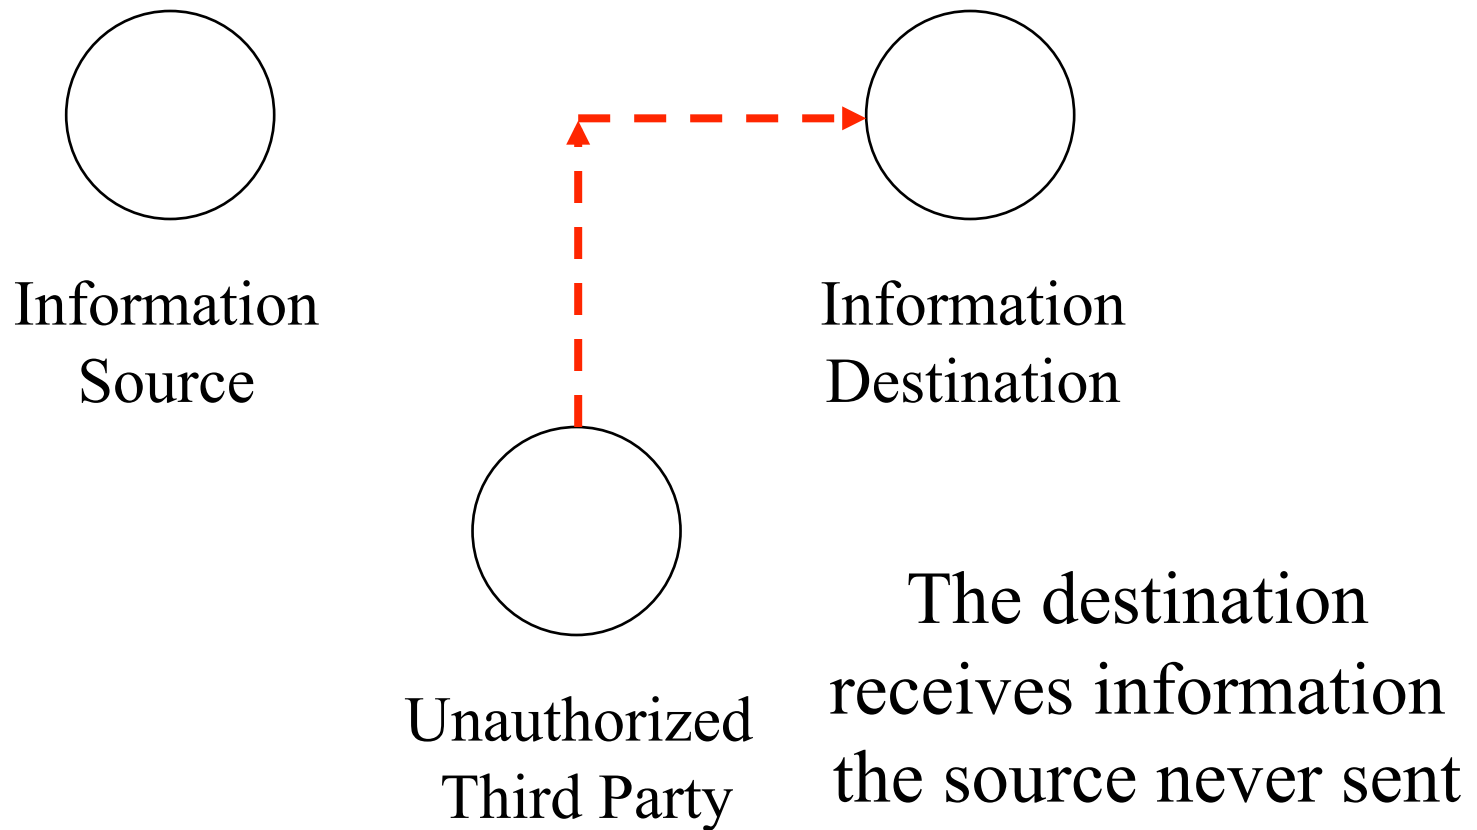 Information
Source
Information
Destination
Unauthorized
Third Party
The destination
receives information
the source never sent